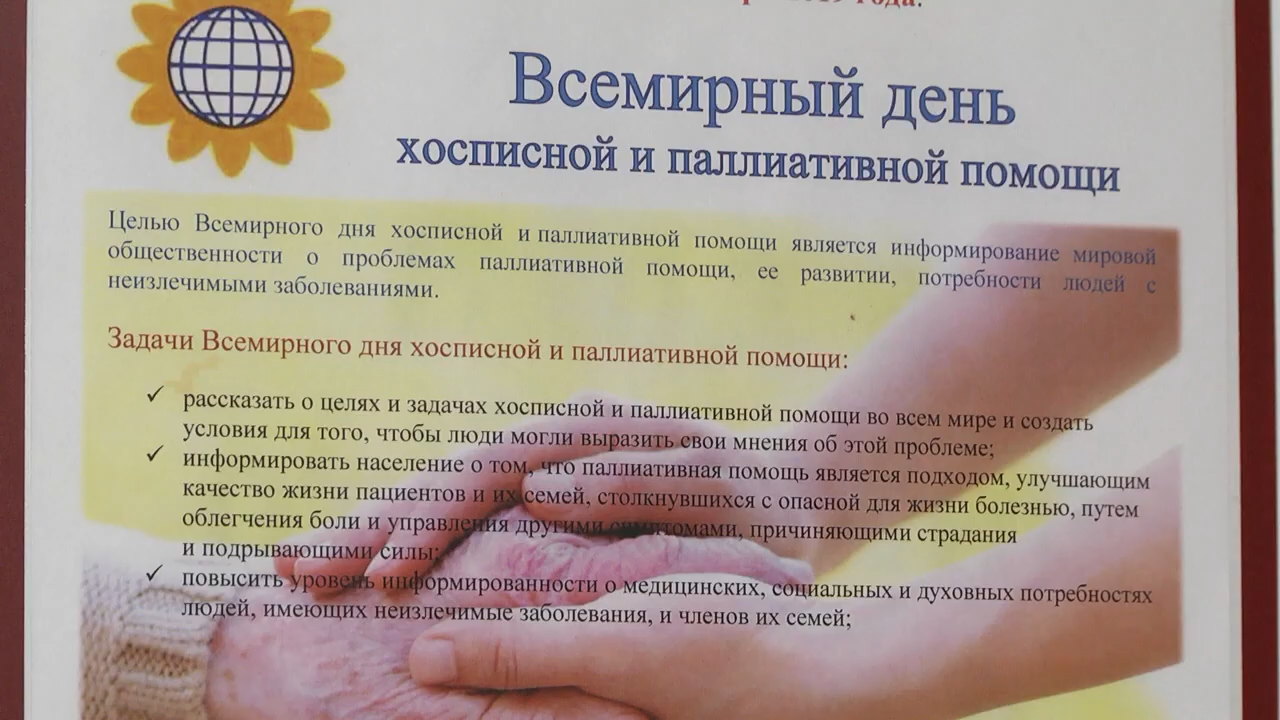 2019 года.
Всемирный день
хосписной и паллиативной помощи
Целью Всемирного дня хосписной и паллиативной помощи является информирование мировой
общественности о проблемах паллиативной помощи, ее развитии, потребности людей с
неизлечимыми заболеваниями.
Задачи Всемирного дня хосписной и паллиативной помощи:
✓ рассказать о целях и задачах хосписной и паллиативной помощи во всем мире и создать
условия для того, чтобы люди могли выразить свои мнения об этой проблеме;
✓ информировать население о том, что паллиативная помощь является подходом, улучшающим
качество жизни пациентов и их семей, столкнувшихся с опасной для жизни болезнью, путем
облегчения боли и управления другими симптомами, причиняющими страдания
и подрывающими силы;
✓ повысить уровень информированности о медицинских, социальных и духовных потребностях
людей, имеющих неизлечимые заболевания, и членов их семей;